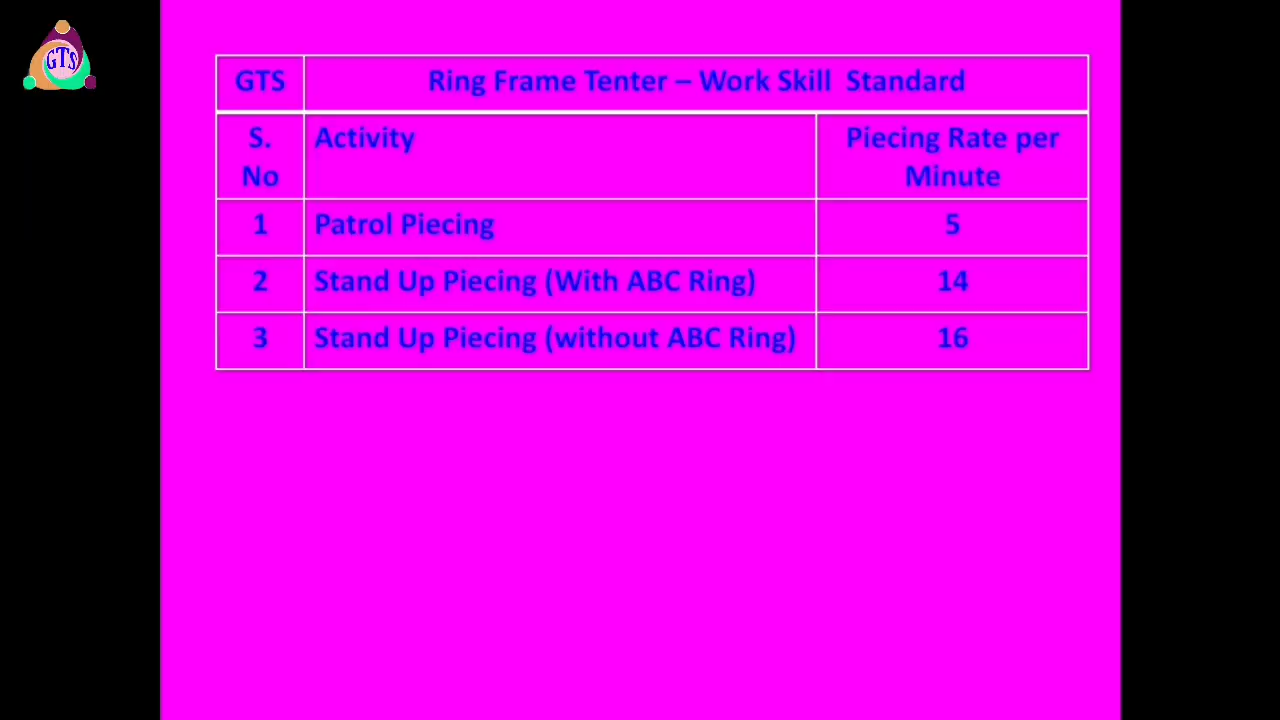 GTS
GTS Ring Frame Tenter – Work Skill Standard
S. No Activity Piecing Rate per Minute
1 Patrol Piecing 5
2 Stand Up Piecing (With ABC Ring) 14
3 Stand Up Piecing (without ABC Ring) 16